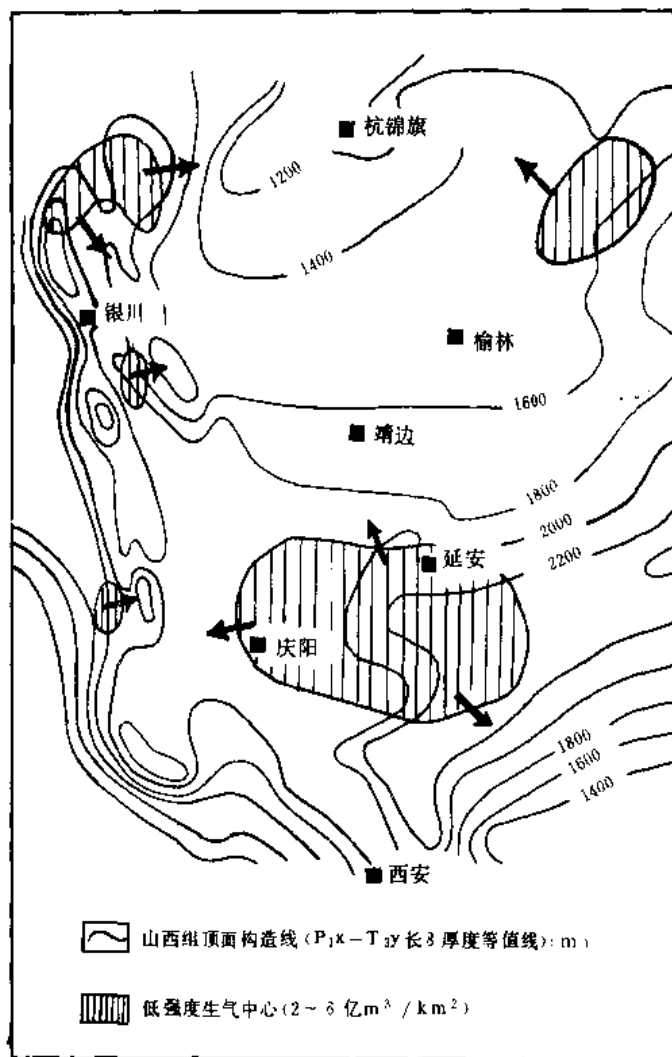 杭锦旗
1200
1400
银川
榆林
1600
靖边
1800
2000
延安
2200
庆阳
1800
1600
1400
西安
山西组顶面构造线(P₁x-T₃y长8厚度等值线):m)
低强度生气中心(2~6亿m³/km²)